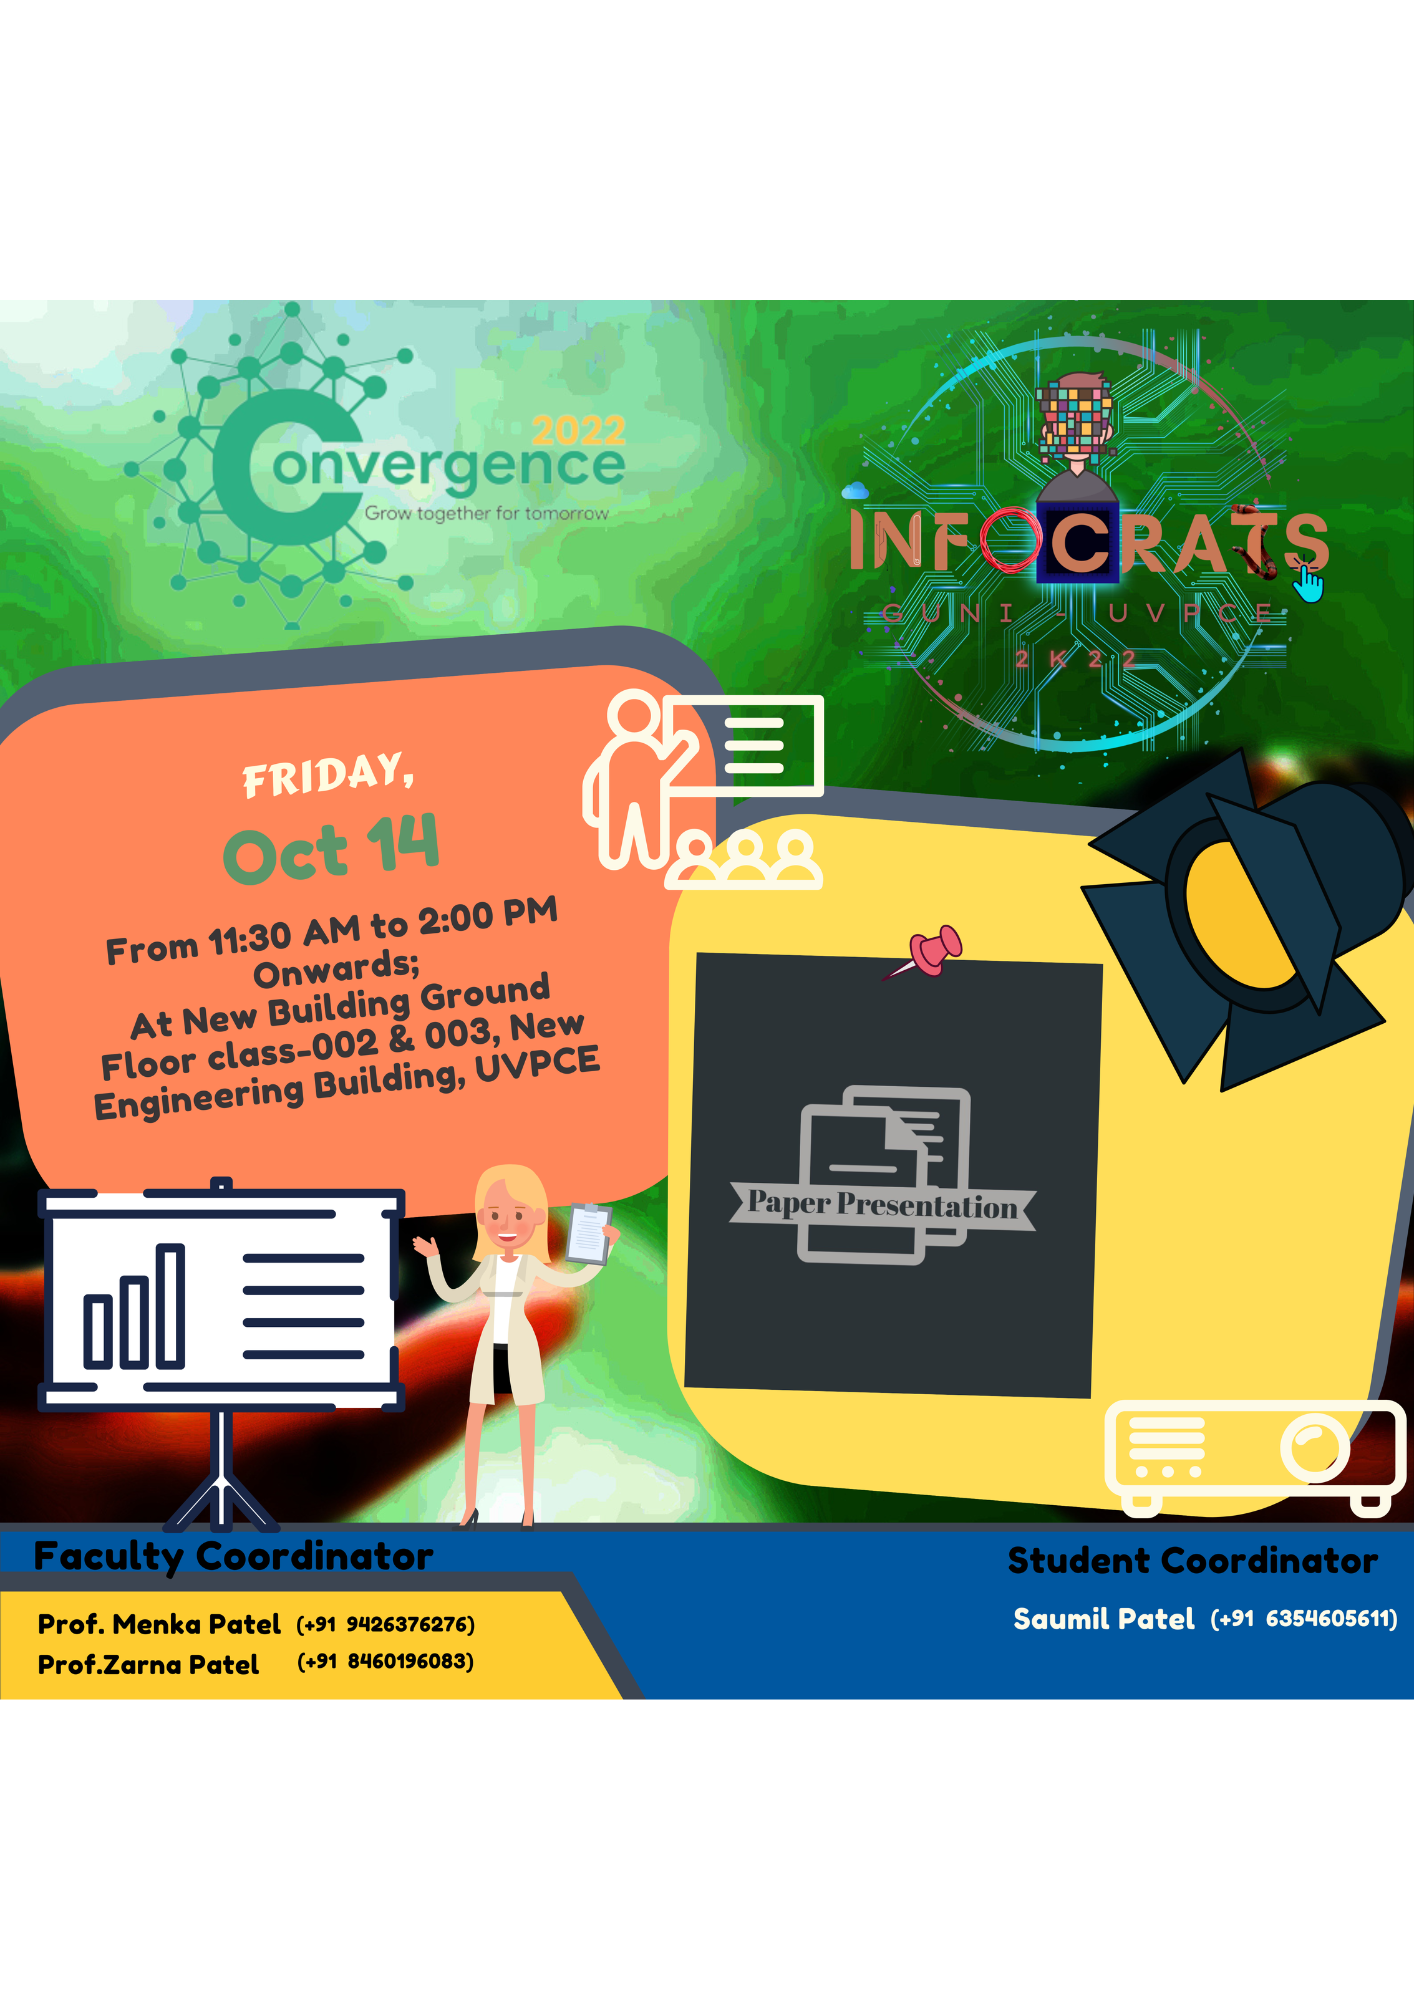 2022
Convergence
Grow together for tomorrow
INFOCRATS
GUNI - UVPCE
2K22
FRIDAY,
Oct 14
From 11:30 AM to 2:00 PM
Onwards;
At New Building Ground
Floor class-002 & 003, New
Engineering Building, UVPCE
Paper Presentation
Faculty Coordinator
Prof. Menka Patel (+91 9426376276)
Prof.Zarna Patel (+91 8460196083)
Student Coordinator
Saumil Patel (+91 6354605611)